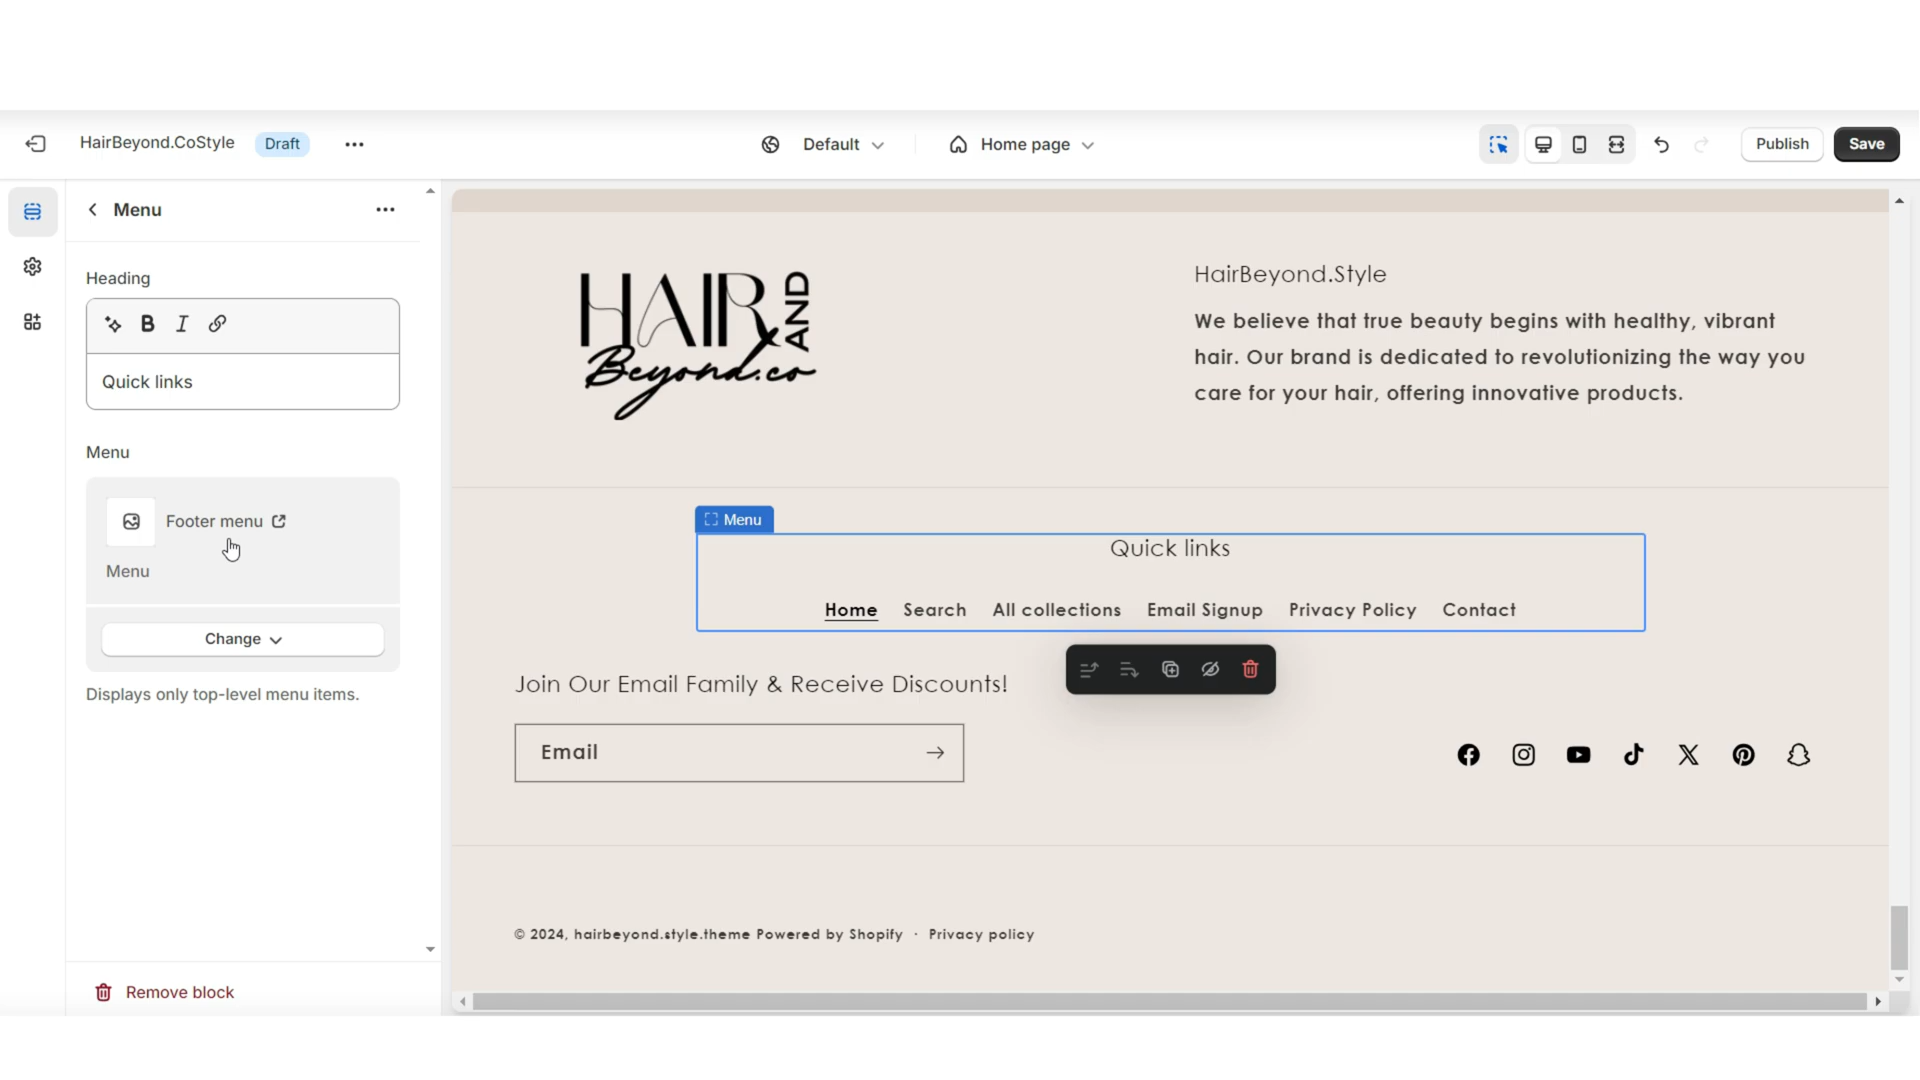 HairBeyond.CoStyle
Draft
Default
Home page
Publish
Save
Menu
Heading
B I
Quick links
Menu
Footer menu
Menu
Change
Displays only top-level menu items.
Remove block
HAIR AND
Beyond.co
HairBeyond.Style
We believe that true beauty begins with healthy, vibrant
hair. Our brand is dedicated to revolutionizing the way you
care for your hair, offering innovative products.
Menu
Quick links
Home Search All collections Email Signup Privacy Policy Contact
Join Our Email Family & Receive Discounts!
Email
© 2024, hairbeyond.style.theme Powered by Shopify · Privacy policy